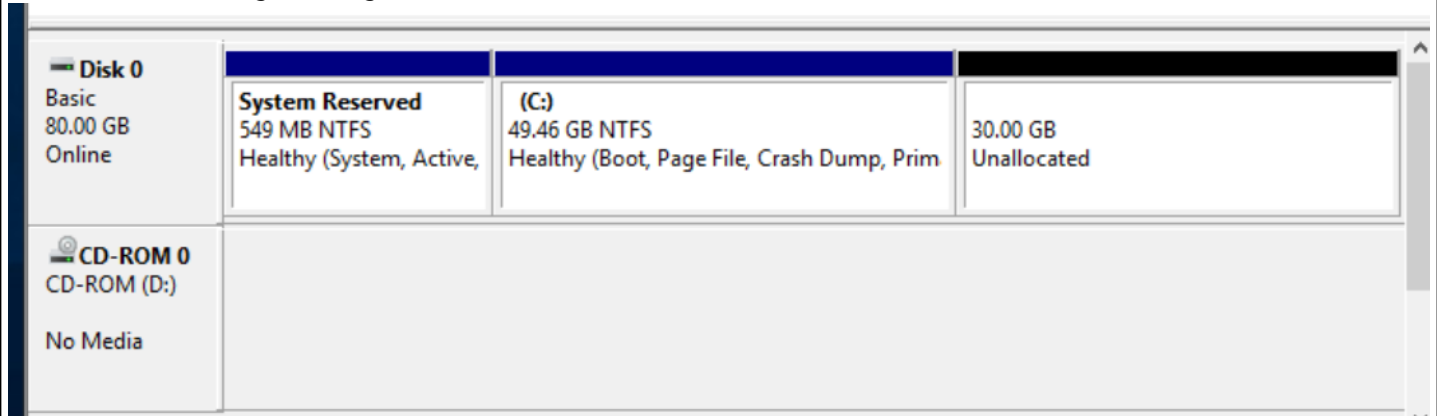 Disk 0
Basic
80.00 GB
Online
System Reserved
549 MB NTFS
Healthy (System, Active,
(C:)
49.46 GB NTFS
Healthy (Boot, Page File, Crash Dump, Prim
30.00 GB
Unallocated
CD-ROM 0
CD-ROM (D:)
No Media